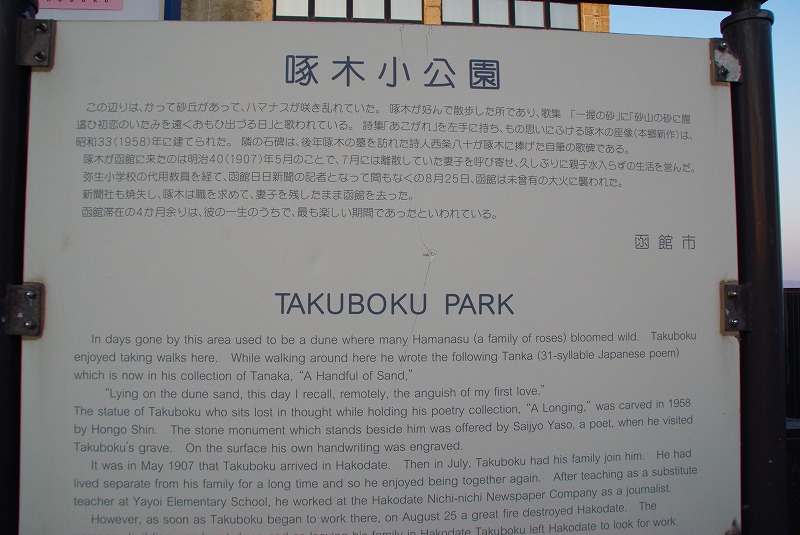 啄木小公園
この辺りは、かって砂丘があって、ハマナスが咲き乱れていた。 啄木が好んで散歩した所であり、歌集 「一握の砂」に「砂山の砂に腹
這ひ初恋のいたみを遠くおもひ出づる日」と歌われている。 詩集「あこがれ」を左手に持ち、もの思いにふける啄木の座像(本郷新作)は、
昭和33(1958)年に建てられた。 隣の石碑は、後年啄木の墓を訪れた詩人西条八十が啄木に捧げた自筆の歌碑である。
啄木が函館に来たのは明治40(1907)年5月のことで、7月には離散していた妻子を呼び寄せ、久しぶりに親子水入らずの生活を営んだ。
弥生小学校の代用教員を経て、函館日日新聞の記者となって間もなくの8月25日、函館は未曽有の大火に襲われた。
新聞社も焼失し、啄木は職を求めて、妻子を残したまま函館を去った。
函館滞在の4か月余りは、彼の一生のうちで、最も楽しい期間であったといわれている。
函館市
TAKUBOKU PARK
In days gone by this area used to be a dune where many Hamanasu (a family of roses) bloomed wild. Takuboku
enjoyed taking walks here. While walking around here he wrote the following Tanka (31-syllable Japanese poem)
which is now in his collection of Tanaka, "A Handful of Sand,"
"Lying on the dune sand, this day I recall, remotely, the anguish of my first love."
The statue of Takuboku who sits lost in thought while holding his poetry collection, "A Longing," was carved in 1958
by Hongo Shin. The stone monument which stands beside him was offered by Saijyo Yaso, a poet, when he visited
Takuboku's grave. On the surface his own handwriting was engraved.
It was in May 1907 that Takuboku arrived in Hakodate. Then in July, Takuboku had his family join him. He had
lived separate from his family for a long time and so he enjoyed being together again. After teaching as a substitute
teacher at Yayoi Elementary School, he worked at the Hakodate Nichi-nichi Newspaper Company as a journalist.
However, as soon as Takuboku began to work there, on August 25 a great fire destroyed Hakodate. The
his family in Hakodate Takuboku left Hakodate to look for work.